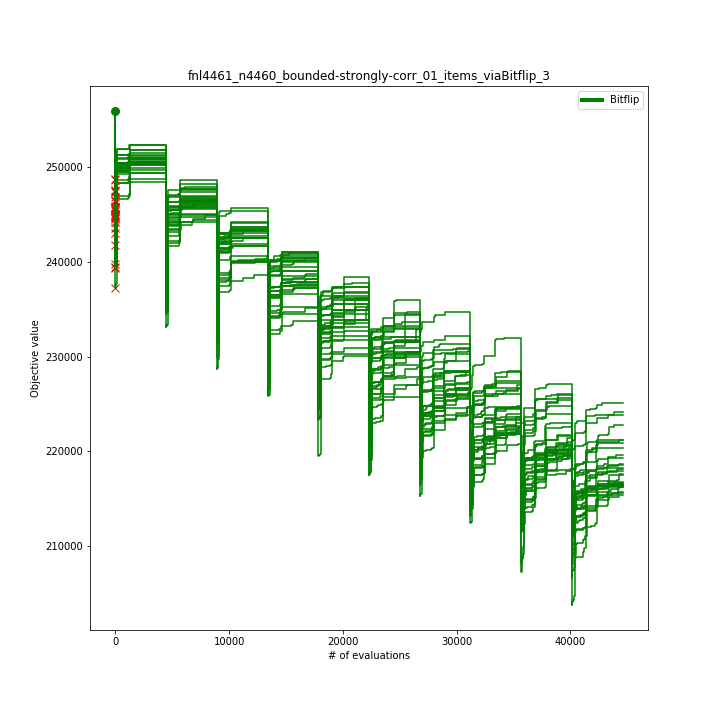 fnl4461_n4460_bounded-strongly-corr_01_items_viaBitflip_3
Bitflip
250000
240000
230000
220000
210000
Objective value
0 10000 20000 30000 40000
# of evaluations